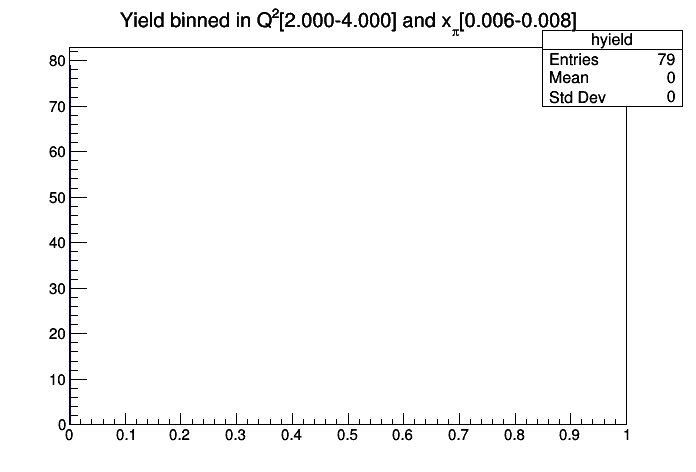 Yield binned in Q²[2.000-4.000] and xπ[0.006-0.008]
hyield
Entries 79
Mean 0
Std Dev 0
80
70
60
50
40
30
20
10
0
0 0.1 0.2 0.3 0.4 0.5 0.6 0.7 0.8 0.9 1